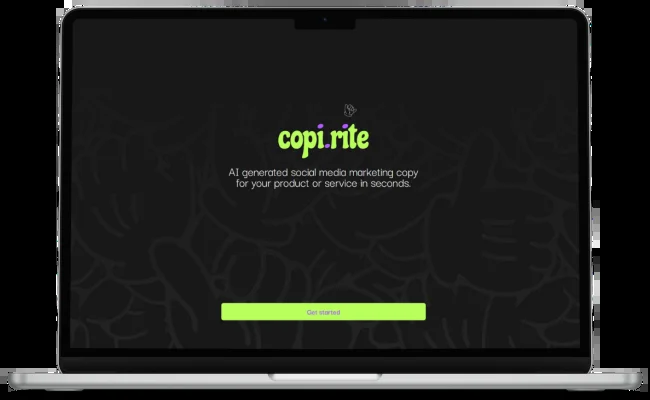 copi.rite
AI generated social media marketing copy
for your product or service in seconds.
Get started